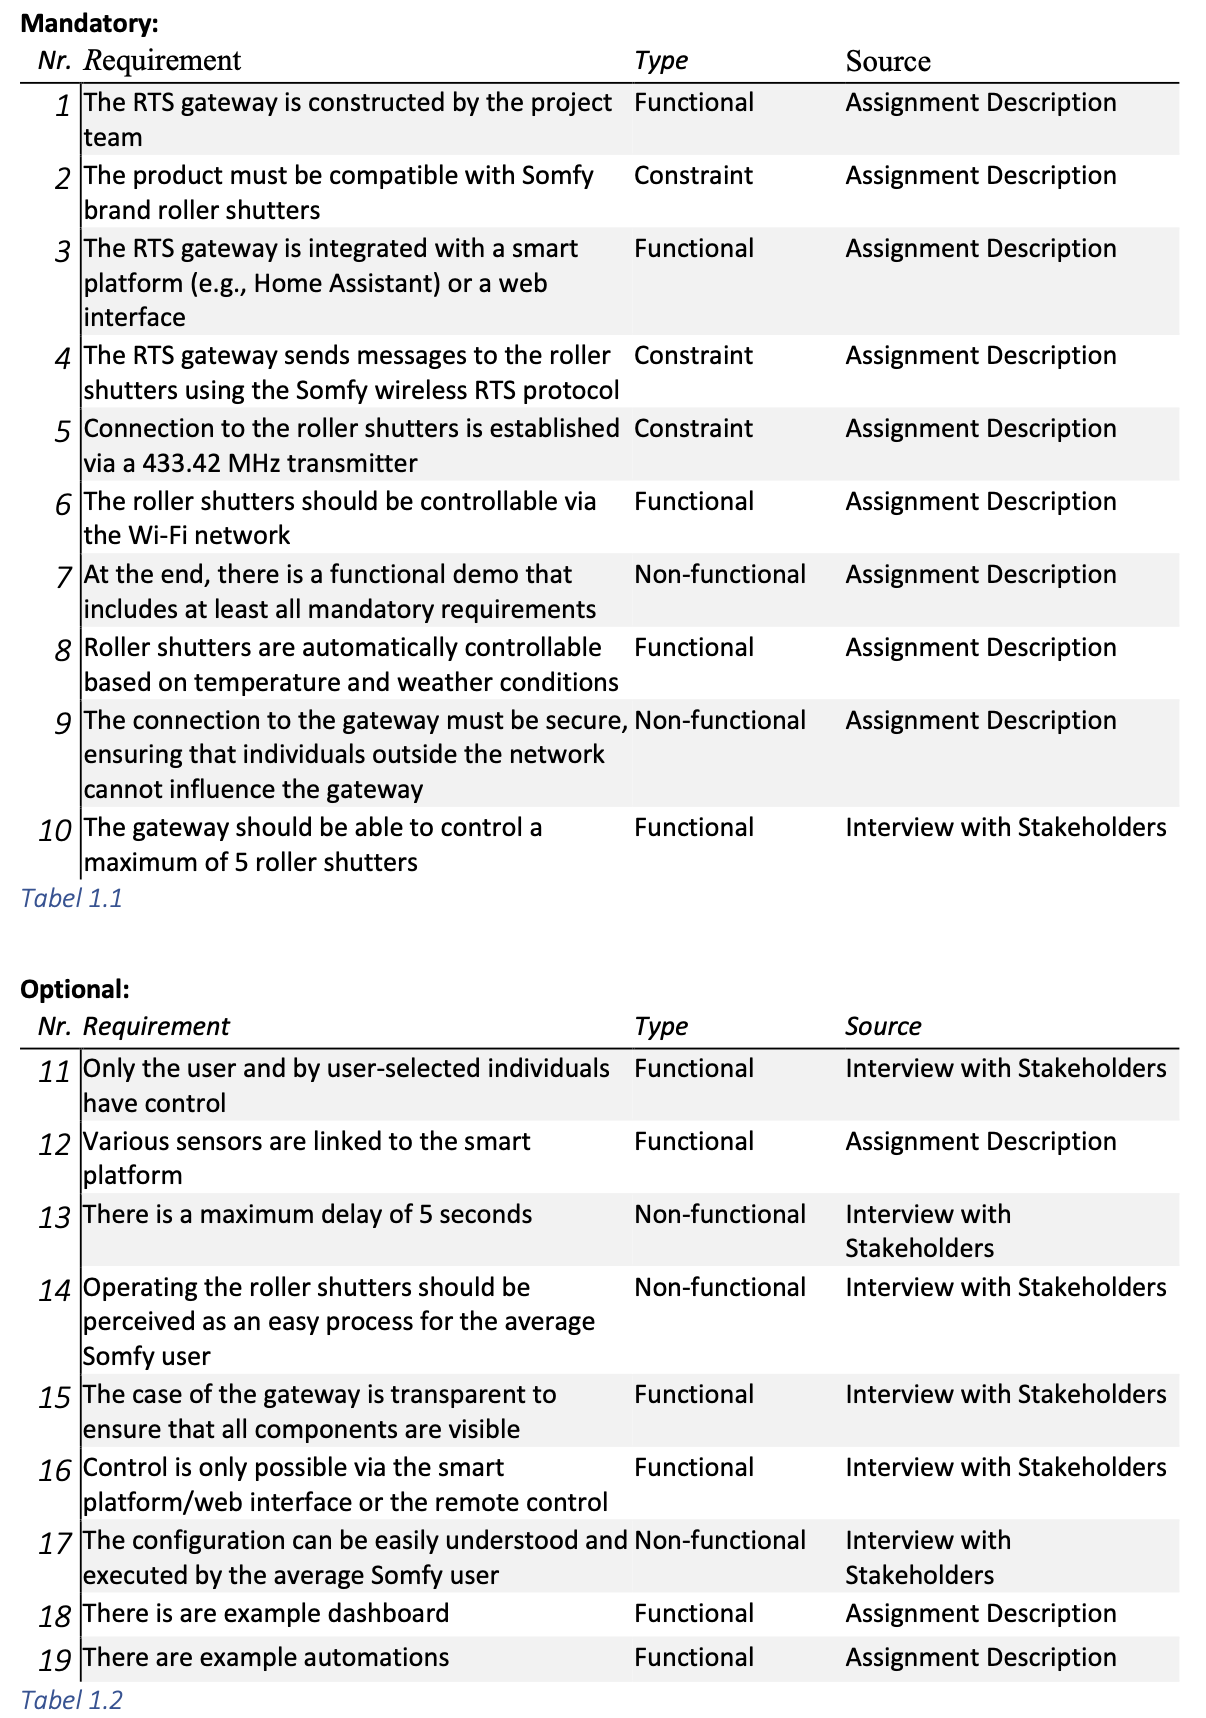 Mandatory:
Nr. Requirement Type Source
1 The RTS gateway is constructed by the project Functional Assignment Description
team
2 The product must be compatible with Somfy Constraint Assignment Description
brand roller shutters
3 The RTS gateway is integrated with a smart Functional Assignment Description
platform (e.g., Home Assistant) or a web
interface
4 The RTS gateway sends messages to the roller Constraint Assignment Description
shutters using the Somfy wireless RTS protocol
5 Connection to the roller shutters is established Constraint Assignment Description
via a 433.42 MHz transmitter
6 The roller shutters should be controllable via Functional Assignment Description
the Wi-Fi network
7 At the end, there is a functional demo that Non-functional Assignment Description
includes at least all mandatory requirements
8 Roller shutters are automatically controllable Functional Assignment Description
based on temperature and weather conditions
9 The connection to the gateway must be secure, Non-functional Assignment Description
ensuring that individuals outside the network
cannot influence the gateway
10 The gateway should be able to control a Functional Interview with Stakeholders
maximum of 5 roller shutters
Tabel 1.1
Optional:
Nr. Requirement Type Source
11 Only the user and by user-selected individuals Functional Interview with Stakeholders
have control
12 Various sensors are linked to the smart Functional Assignment Description
platform
13 There is a maximum delay of 5 seconds Non-functional Interview with
Stakeholders
14 Operating the roller shutters should be Non-functional Interview with Stakeholders
perceived as an easy process for the average
Somfy user
15 The case of the gateway is transparent to Functional Interview with Stakeholders
ensure that all components are visible
16 Control is only possible via the smart Functional Interview with Stakeholders
platform/web interface or the remote control
17 The configuration can be easily understood and Non-functional Interview with
executed by the average Somfy user Stakeholders
18 There is are example dashboard Functional Assignment Description
19 There are example automations Functional Assignment Description
Tabel 1.2